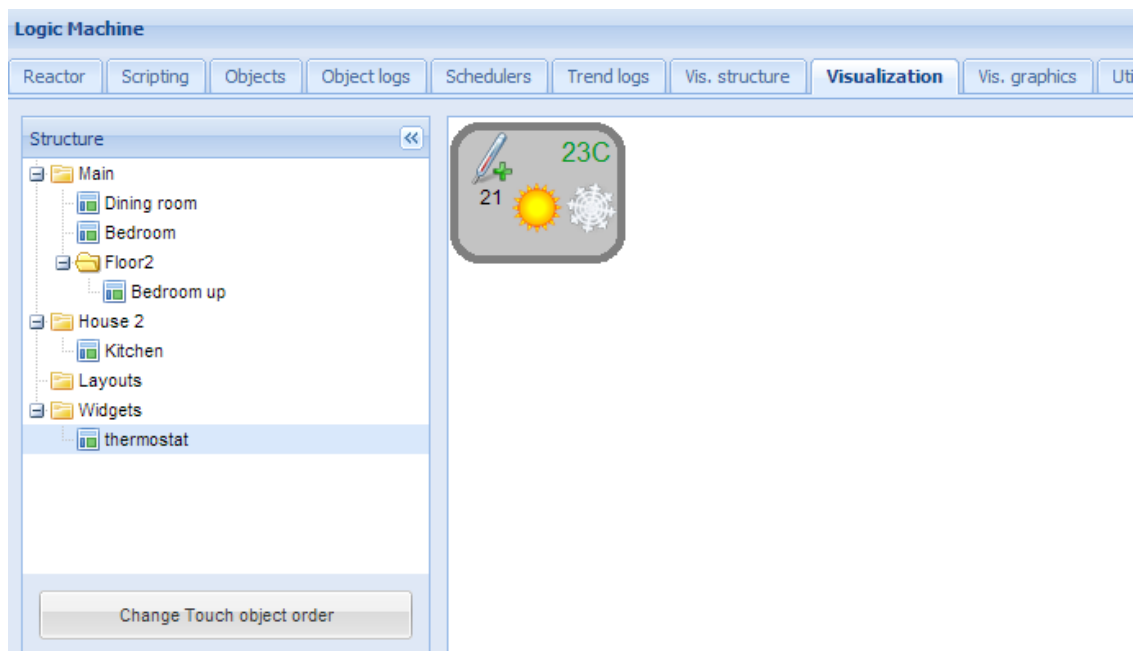 Logic Machine
Reactor Scripting Objects Object logs Schedulers Trend logs Vis. structure Visualization Vis. graphics Uti
Structure
Main
Dining room
Bedroom
Floor2
Bedroom up
House 2
Kitchen
Layouts
Widgets
thermostat
Change Touch object order
23C
21